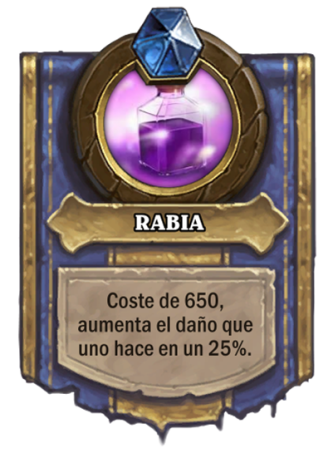 RABIA
Coste de 650,
aumenta el daño que
uno hace en un 25%.